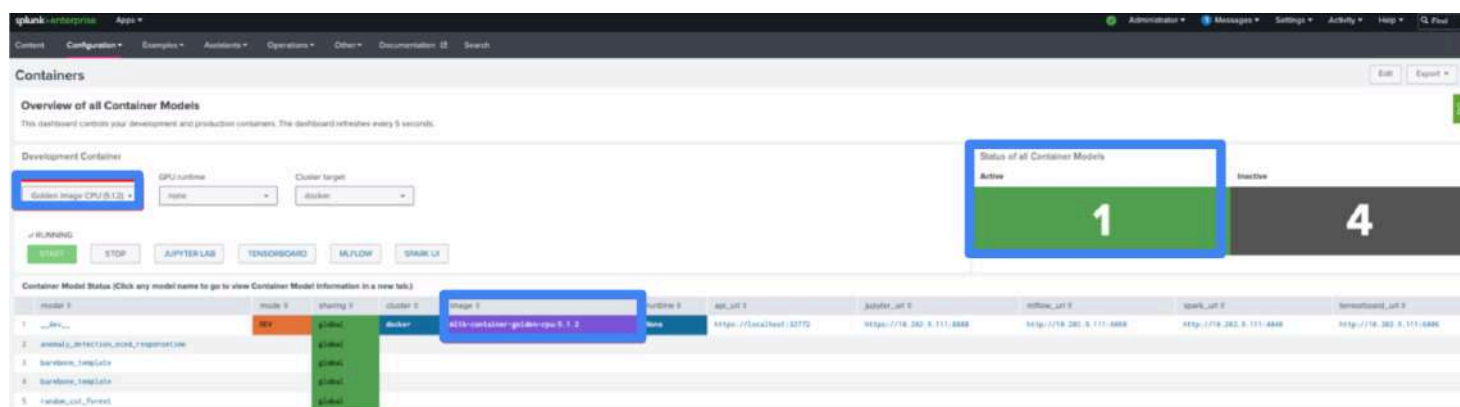 splunk>enterprise Apps
Administrator Messages Settings Activity Help Find
Content Configuration Examples Assistants Operations Other Documentation Search
Containers
Edit Export
Overview of all Container Models
This dashboard controls your development and production containers. The dashboard refreshes every 5 seconds.
Development Container
Status of all Container Models
GPU runtime Cluster target
Active Inactive
Golden Image CPU (5.1.2) none docker
1 4
RUNNING
START STOP JUPYTER LAB TENSORBOARD MLFLOW SPARK UI
Container Model Status (Click any model name to go to view Container Model information in a new tab.)
model mode sharing cluster image runtime api_url jupyter_url mlflow_url spark_url tensorboard_url
1 __dev__ DEV global docker mltk-container-golden-cpu:5.1.2 None https://localhost:32772
2 global
3 barebone_template global
4 barebone_template global
5 random_cut_forest global